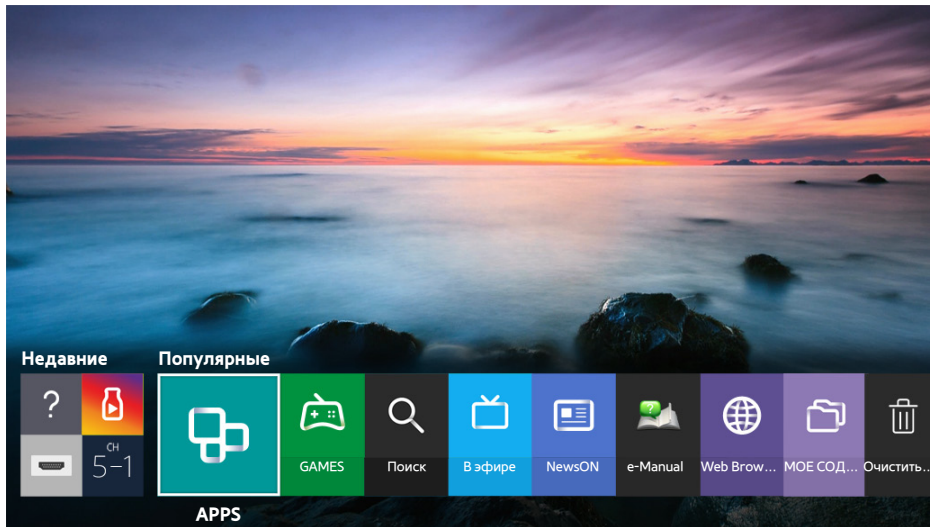 Недавние
Популярные
?
CH
5-1
GAMES
Поиск
В эфире
NewsON
?
e-Manual
Web Brow...
МОЕ СОД...
Очистить..
APPS